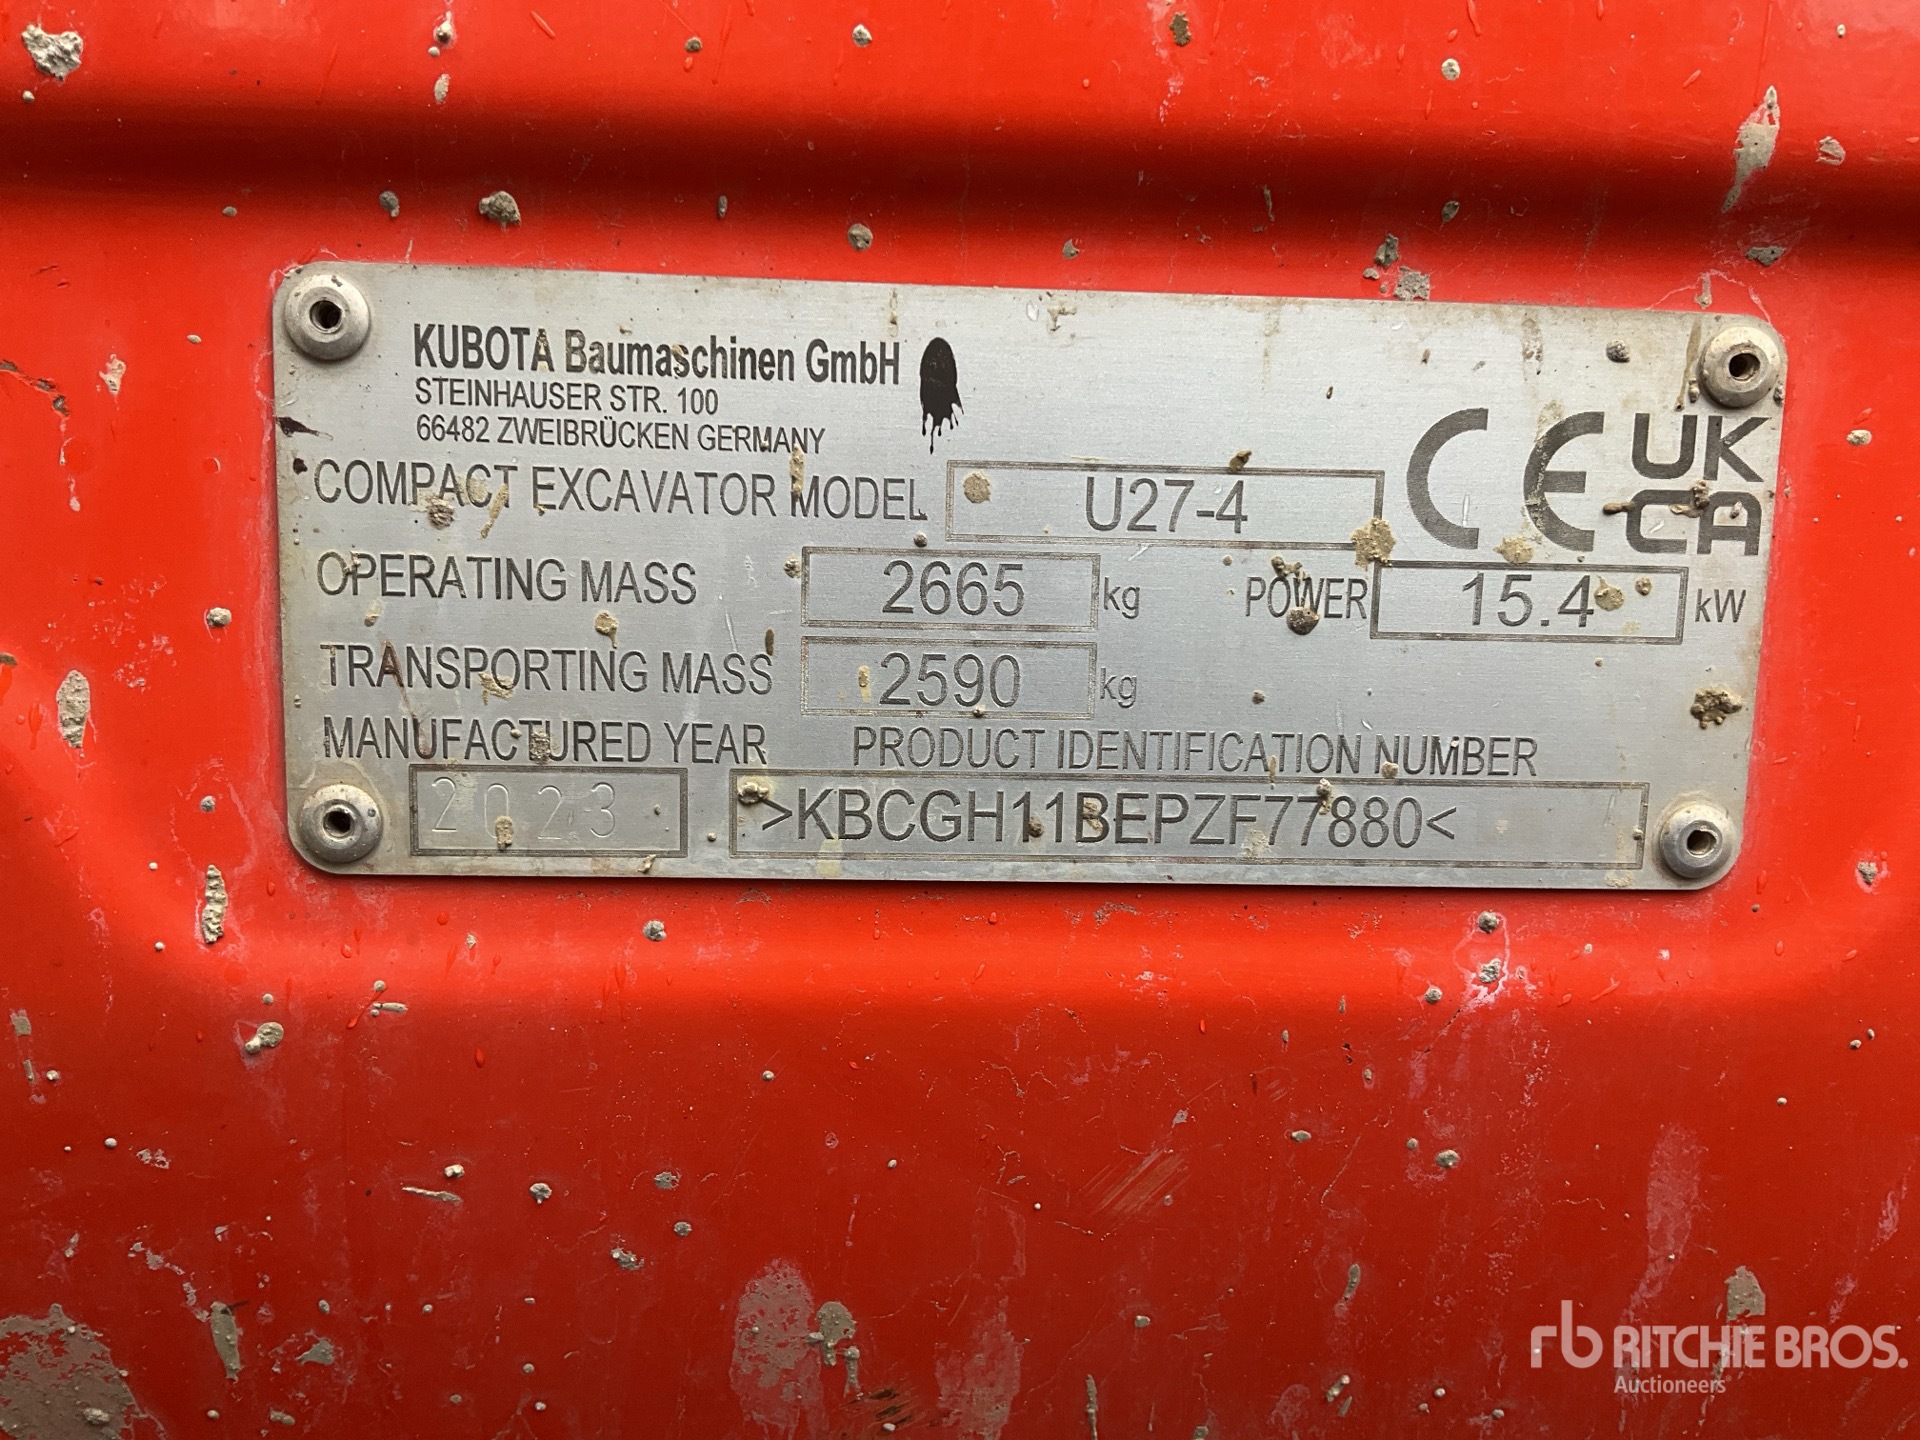 KUBOTA Baumaschinen GmbH
STEINHAUSER STR. 100
66482 ZWEIBRÜCKEN GERMANY
COMPACT EXCAVATOR MODEL U27-4
CE UK CA
OPERATING MASS 2665 kg POWER 15.4 kW
TRANSPORTING MASS 2590 kg
MANUFACTURED YEAR PRODUCT IDENTIFICATION NUMBER
2023 >KBCGH11BEPZF77880<
rb RITCHIE BROS.
Auctioneers